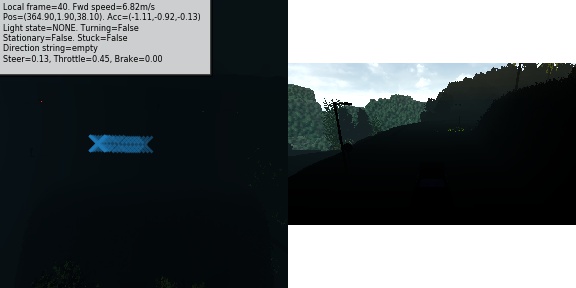 Local frame=40. Fwd speed=6.82m/s
Pos=(364.90,1.90,38.10). Acc=(-1.11,-0.92,-0.13)
Light state=NONE. Turning=False
Stationary=False. Stuck=False
Direction string=empty
Steer=0.13, Throttle=0.45, Brake=0.00